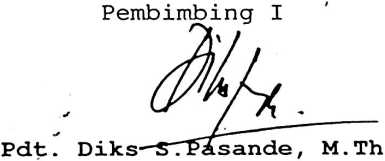 Pembimbing I
Pdt. Diks S.Pasande, M.Th